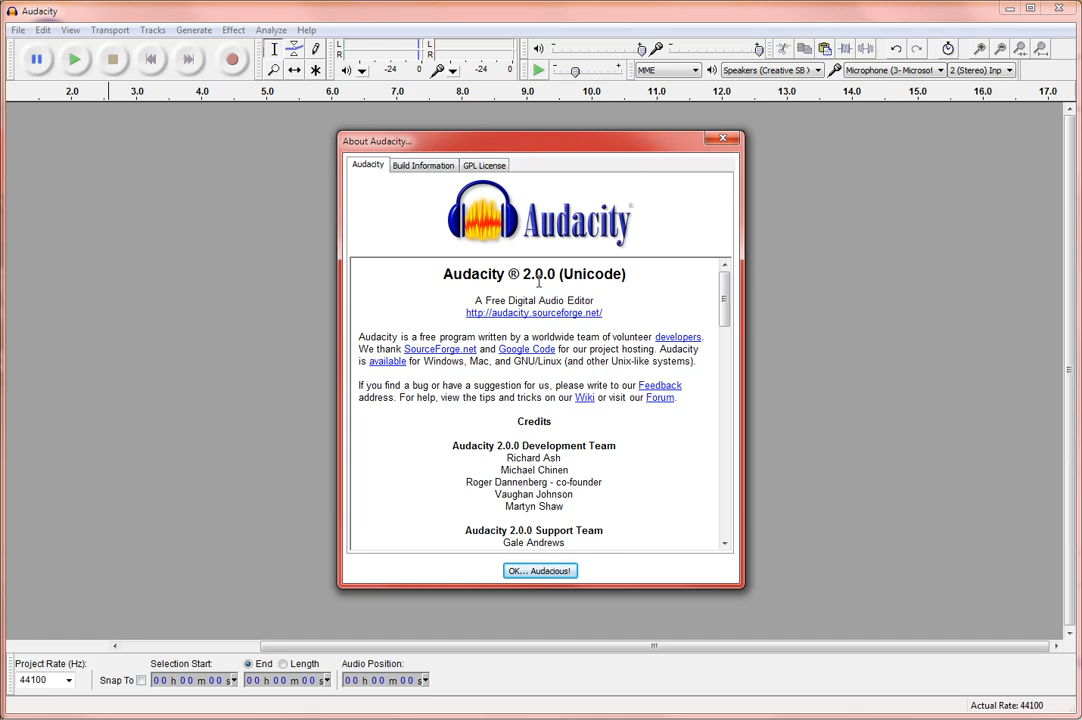 Audacity
File Edit View Transport Tracks Generate Effect Analyze Help
L
R
-24 0
L
R
-24 0
MME
Speakers (Creative SB X
Microphone (3- Microsof
2 (Stereo) Inp
2.0 3.0 4.0 5.0 6.0 7.0 8.0 9.0 10.0 11.0 12.0 13.0 14.0 15.0 16.0 17.0
About Audacity...
Audacity Build Information GPL License
Audacity®
Audacity ® 2.0.0 (Unicode)
A Free Digital Audio Editor
http://audacity.sourceforge.net/
Audacity is a free program written by a worldwide team of volunteer developers.
We thank SourceForge.net and Google Code for our project hosting. Audacity
is available for Windows, Mac, and GNU/Linux (and other Unix-like systems).
If you find a bug or have a suggestion for us, please write to our Feedback
address. For help, view the tips and tricks on our Wiki or visit our Forum.
Credits
Audacity 2.0.0 Development Team
Richard Ash
Michael Chinen
Roger Dannenberg - co-founder
Vaughan Johnson
Martyn Shaw
Audacity 2.0.0 Support Team
Gale Andrews
OK... Audacious!
Project Rate (Hz): Selection Start: End Length Audio Position:
44100 Snap To 00 h 00 m 00 s 00 h 00 m 00 s 00 h 00 m 00 s
Actual Rate: 44100